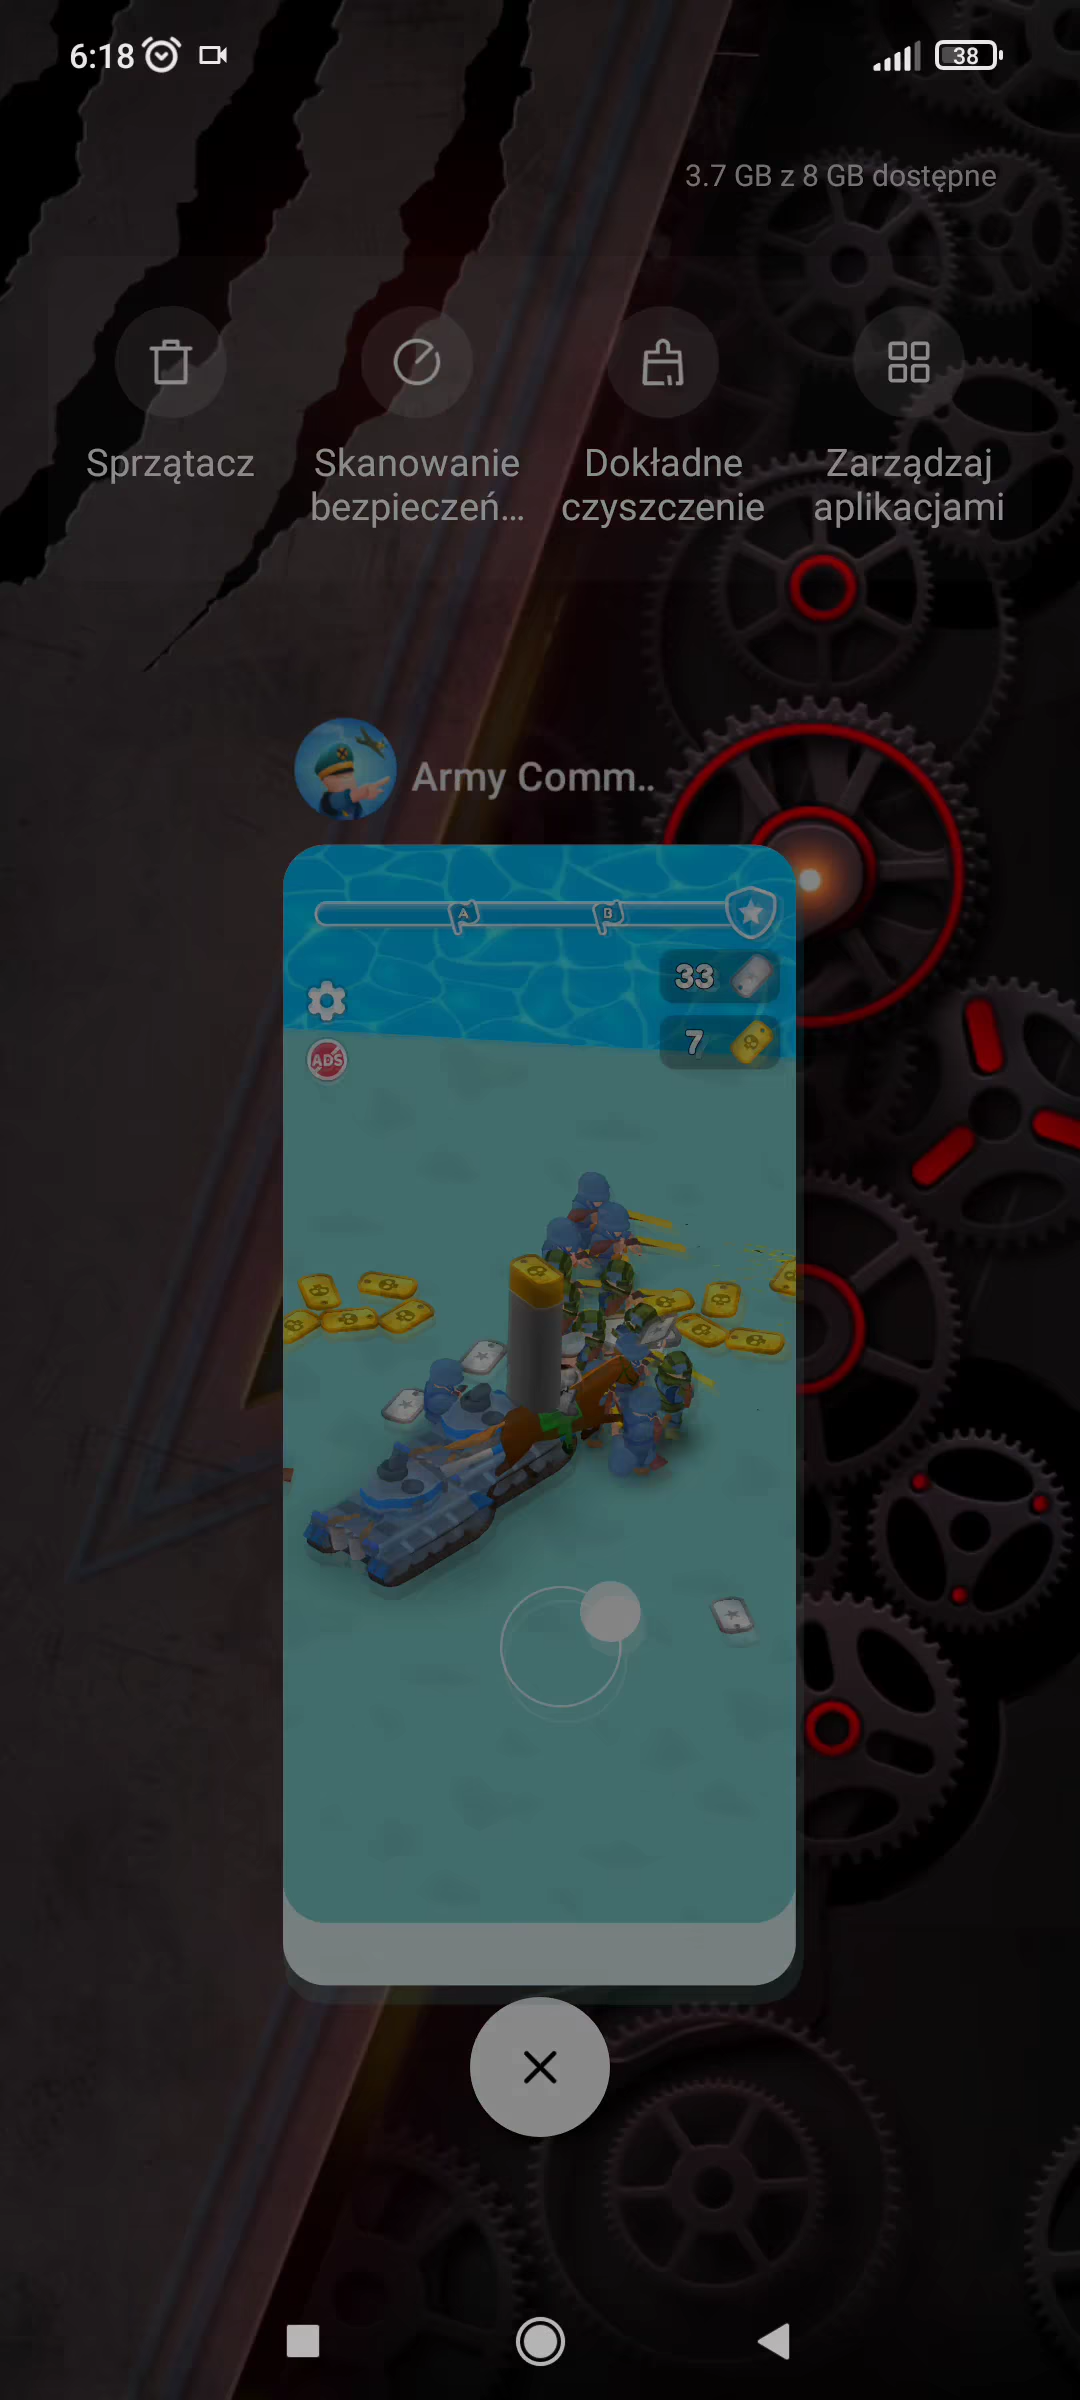 6:18
38
3.7 GB z 8 GB dostępne
Sprzątacz
Skanowanie
bezpieczeń...
Dokładne
czyszczenie
Zarządzaj
aplikacjami
Army Comm..
A
B
33
7
ADS